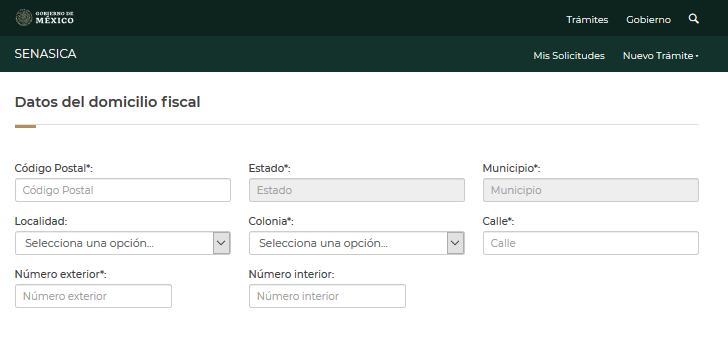 GOBIERNO DE
MÉXICO
Trámites
Gobierno
SENASICA
Mis Solicitudes
Nuevo Trámite
Datos del domicilio fiscal
Código Postal*:
Estado*:
Municipio*:
Código Postal
Estado
Municipio
Localidad:
Colonia*:
Calle*:
Selecciona una opción...
Selecciona una opción...
Calle
Número exterior*:
Número interior:
Número exterior
Número interior